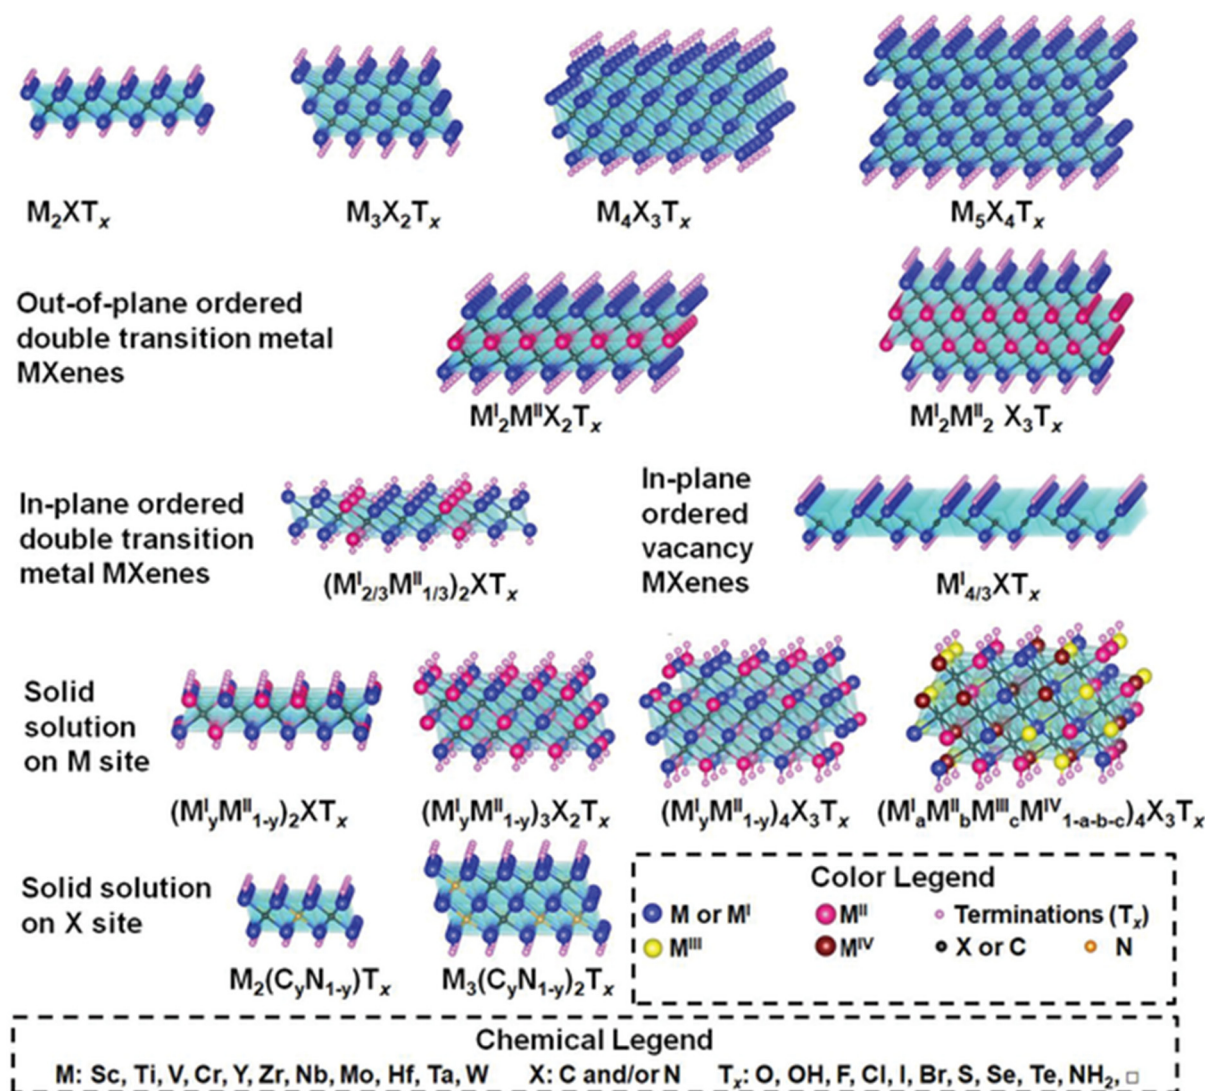 M₂XTₓ
M₃X₂Tₓ
M₄X₃Tₓ
M₅X₄Tₓ
Out-of-plane ordered
double transition metal
MXenes
Mᴵ₂MᴵᴵX₂Tₓ
Mᴵ₂Mᴵᴵ₂ X₃Tₓ
In-plane ordered
double transition
metal MXenes
(Mᴵ₂/₃Mᴵᴵ₁/₃)₂XTₓ
In-plane
ordered
vacancy
MXenes
Mᴵ₄/₃XTₓ
Solid
solution
on M site
(MᴵyMᴵᴵ₁₋y)₂XTₓ
(MᴵyMᴵᴵ₁₋y)₃X₂Tₓ
(MᴵyMᴵᴵ₁₋y)₄X₃Tₓ
(MᴵₐMᴵᴵbMᴵᴵᴵcMᴵⱽ₁₋ₐ₋b₋c)₄X₃Tₓ
Solid solution
on X site
M₂(CyN₁₋y)Tₓ
M₃(CyN₁₋y)₂Tₓ
Color Legend
M or Mᴵ
Mᴵᴵ
Terminations (Tₓ)
Mᴵᴵᴵ
Mᴵⱽ
X or C
N
Chemical Legend
M: Sc, Ti, V, Cr, Y, Zr, Nb, Mo, Hf, Ta, W X: C and/or N Tₓ: O, OH, F, Cl, I, Br, S, Se, Te, NH₂, □